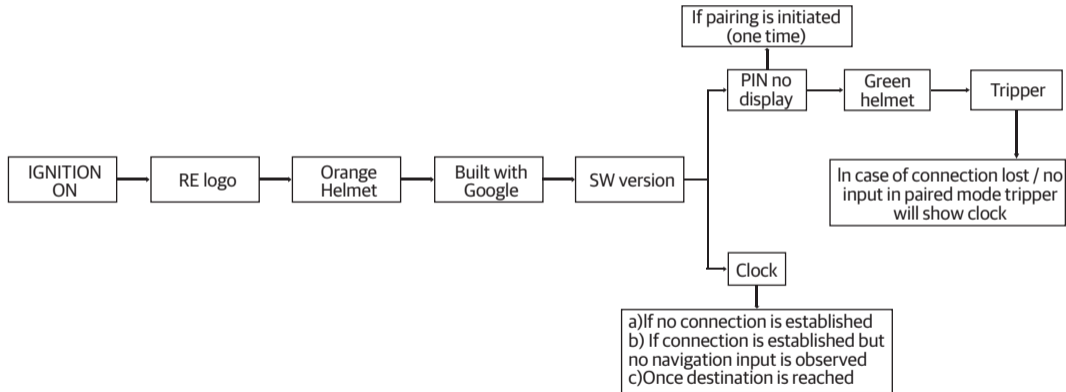 If pairing is initiated
(one time)
PIN no
display
Green
helmet
Tripper
IGNITION
ON
RE logo
Orange
Helmet
Built with
Google
SW version
In case of connection lost / no
input in paired mode tripper
will show clock
Clock
a)If no connection is established
b) If connection is established but
no navigation input is observed
c)Once destination is reached